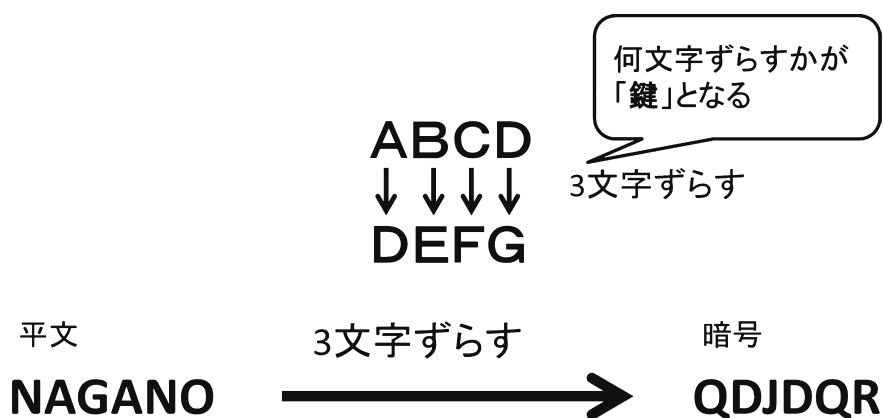 何文字ずらすかが
「鍵」となる
ABCD
3文字ずらす
DEFG
平文
3文字ずらす
暗号
NAGANO
QDJDQR